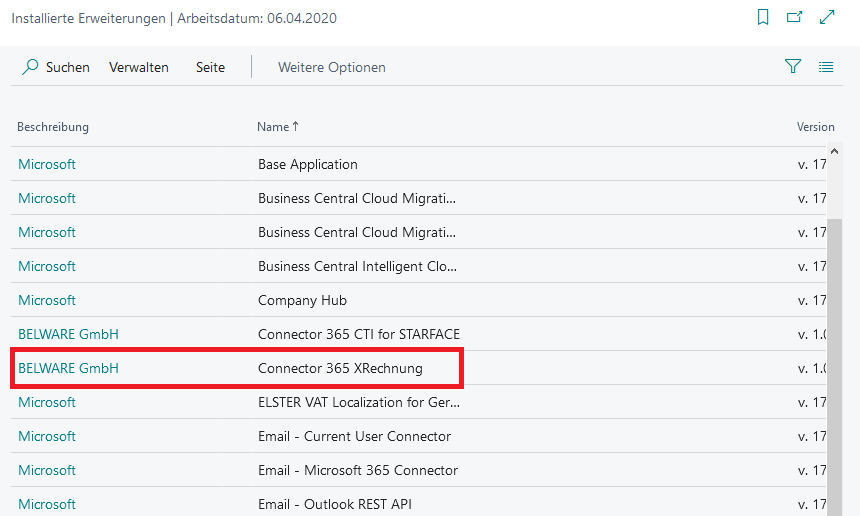 Installierte Erweiterungen | Arbeitsdatum: 06.04.2020
Suchen Verwalten Seite Weitere Optionen
Beschreibung Name ↑ Version
Microsoft Base Application v. 17
Microsoft Business Central Cloud Migrati... v. 17
Microsoft Business Central Cloud Migrati... v. 17
Microsoft Business Central Intelligent Clo... v. 17
Microsoft Company Hub v. 17
BELWARE GmbH Connector 365 CTI for STARFACE v. 1.0
BELWARE GmbH Connector 365 XRechnung v. 1.0
Microsoft ELSTER VAT Localization for Ger... v. 17
Microsoft Email - Current User Connector v. 17
Microsoft Email - Microsoft 365 Connector v. 17
Microsoft Email - Outlook REST API v. 17